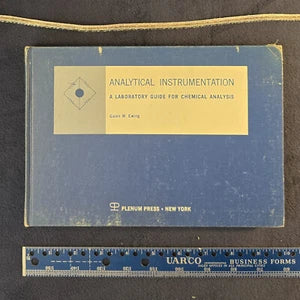 ANALYTICAL INSTRUMENTATION
A LABORATORY GUIDE FOR CHEMICAL ANALYSIS
Galen W. Ewing
PLENUM PRESS • NEW YORK
UARCO BUSINESS FORMS